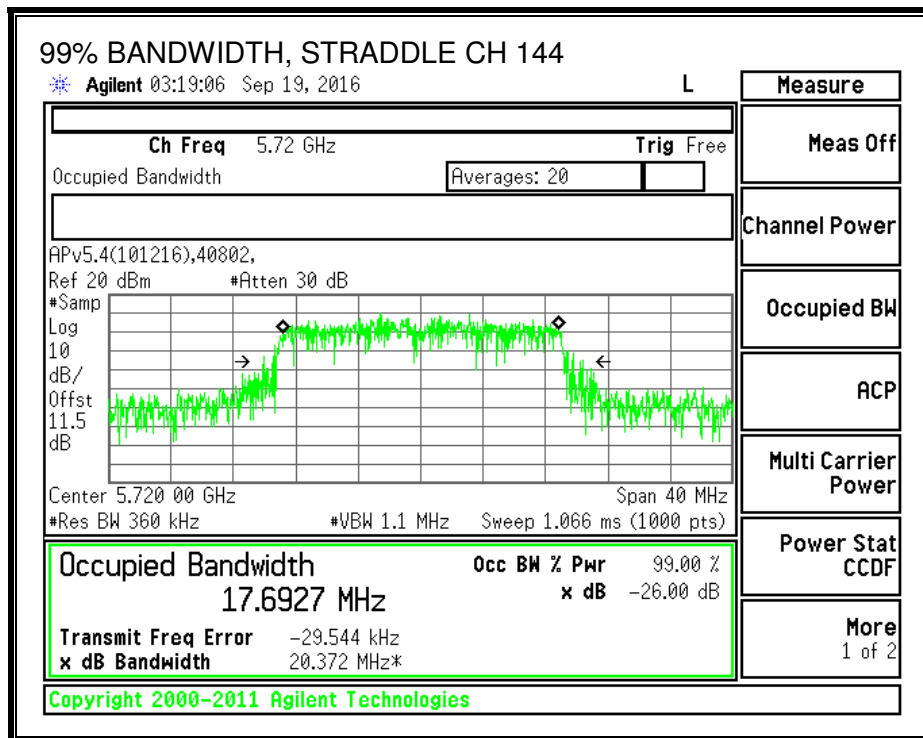 99% BANDWIDTH, STRADDLE CH 144
Agilent 03:19:06 Sep 19, 2016 L
Measure
Ch Freq 5.72 GHz Trig Free
Meas Off
Occupied Bandwidth Averages: 20
Channel Power
APv5.4(101216),40802,
Ref 20 dBm #Atten 30 dB
#Samp
Log
10
dB/
Offst
11.5
dB
Occupied BW
ACP
Center 5.720 00 GHz Span 40 MHz
#Res BW 360 kHz #VBW 1.1 MHz Sweep 1.066 ms (1000 pts)
Multi Carrier
Power
Occupied Bandwidth Occ BW % Pwr 99.00 %
17.6927 MHz x dB -26.00 dB
Transmit Freq Error -29.544 kHz
x dB Bandwidth 20.372 MHz*
Power Stat
CCDF
More
1 of 2
Copyright 2000-2011 Agilent Technologies